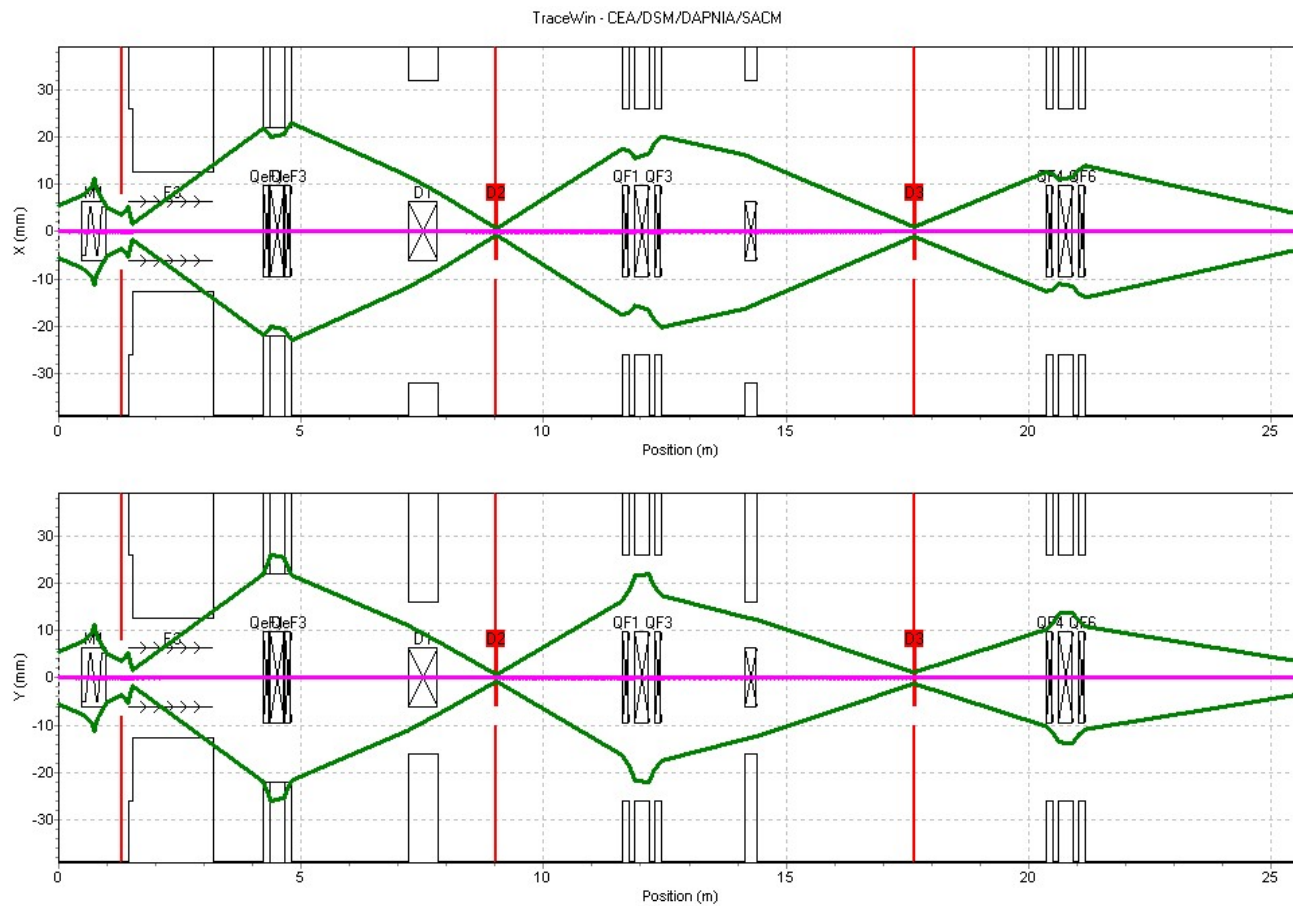 TraceWin - CEA/DSM/DAPNIA/SACM
30
20
10
0
-10
-20
-30
X (mm)
M1
F3
D1
D2
QF1 QF3
D3
QF4 QF6
0 5 10 15 20 25
Position (m)
30
20
10
0
-10
-20
-30
Y (mm)
M1
F3
D1
D2
QF1 QF3
D3
QF4 QF6
0 5 10 15 20 25
Position (m)